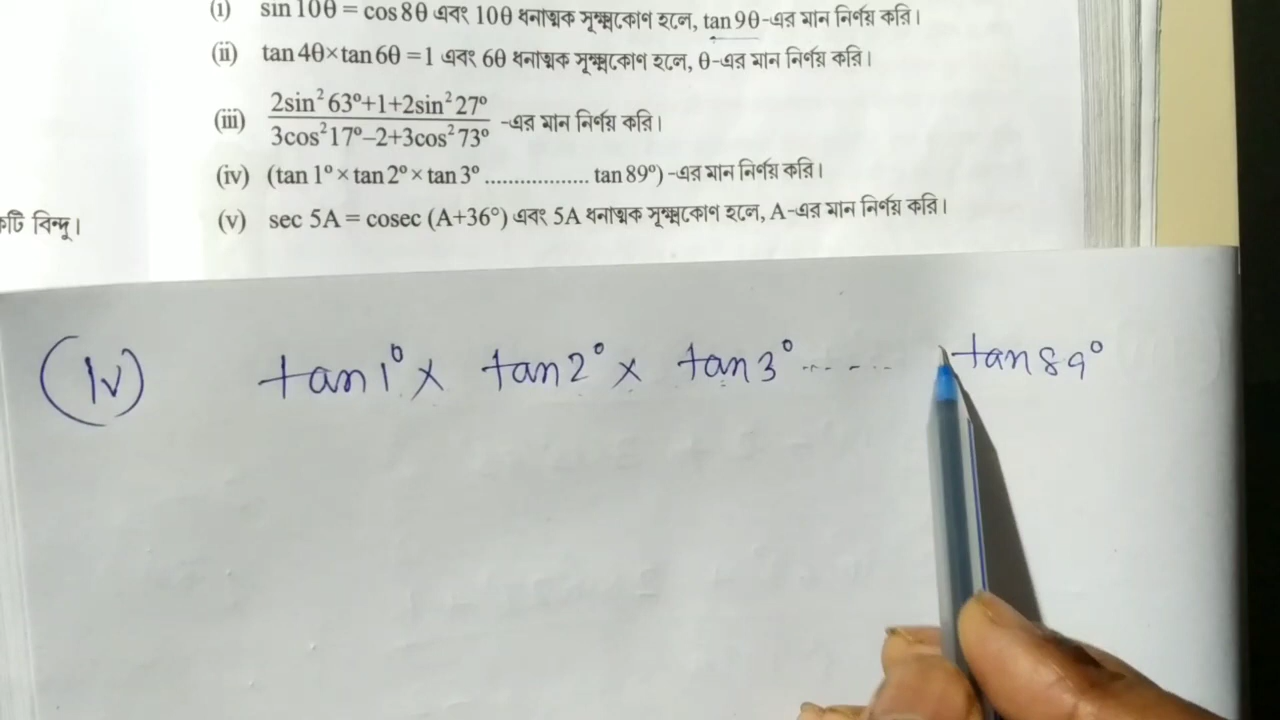 (i) sin 10θ = cos 8θ এবং 10θ ধনাত্মক সূক্ষ্মকোণ হলে, tan 9θ-এর মান নির্ণয় করি।
(ii) tan 4θ×tan 6θ =1 এবং 6θ ধনাত্মক সূক্ষ্মকোণ হলে, θ-এর মান নির্ণয় করি।
(iii) 2sin²63°+1+2sin²27°
3cos²17°–2+3cos²73° -এর মান নির্ণয় করি।
(iv) (tan 1° × tan 2° × tan 3° .................. tan 89°) -এর মান নির্ণয় করি।
(v) sec 5A = cosec (A+36°) এবং 5A ধনাত্মক সূক্ষ্মকোণ হলে, A-এর মান নির্ণয় করি।
বিন্দু।
(iv) tan 1° × tan 2° × tan 3° ...... tan 89°